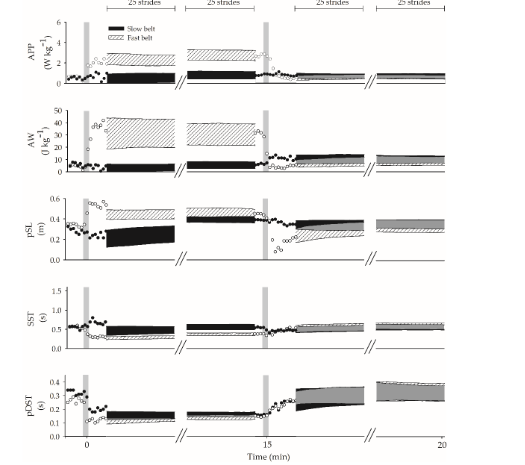 25 strides 25 strides 25 strides 25 strides
Slow belt
Fast belt
APP
(W kg⁻¹)
6
4
2
0
AW
(J kg⁻¹)
50
40
30
20
10
0
pSL
(m)
0.6
0.4
0.2
0.0
SST
(s)
1.5
1.0
0.5
0.0
pDST
(s)
0.4
0.3
0.2
0.1
0.0
0 15 20
Time (min)